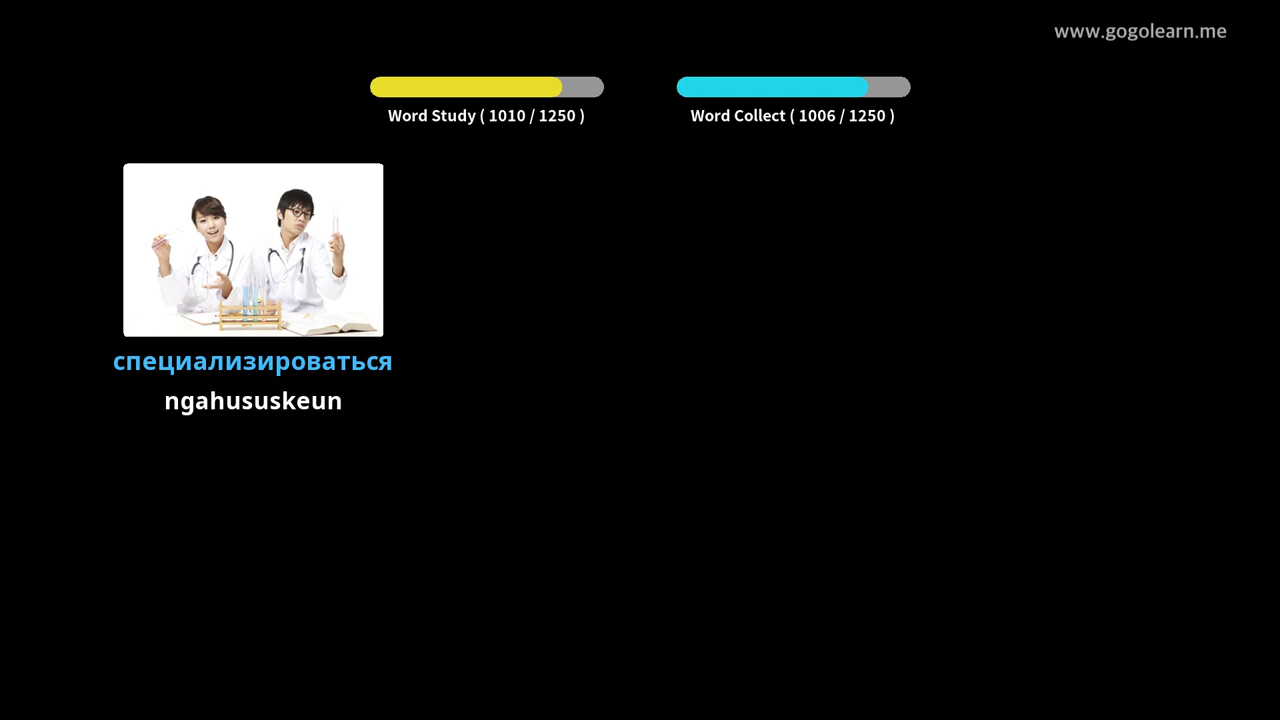 www.gogolearn.me
Word Study ( 1010 / 1250 )
Word Collect ( 1006 / 1250 )
специализироваться
ngahususkeun